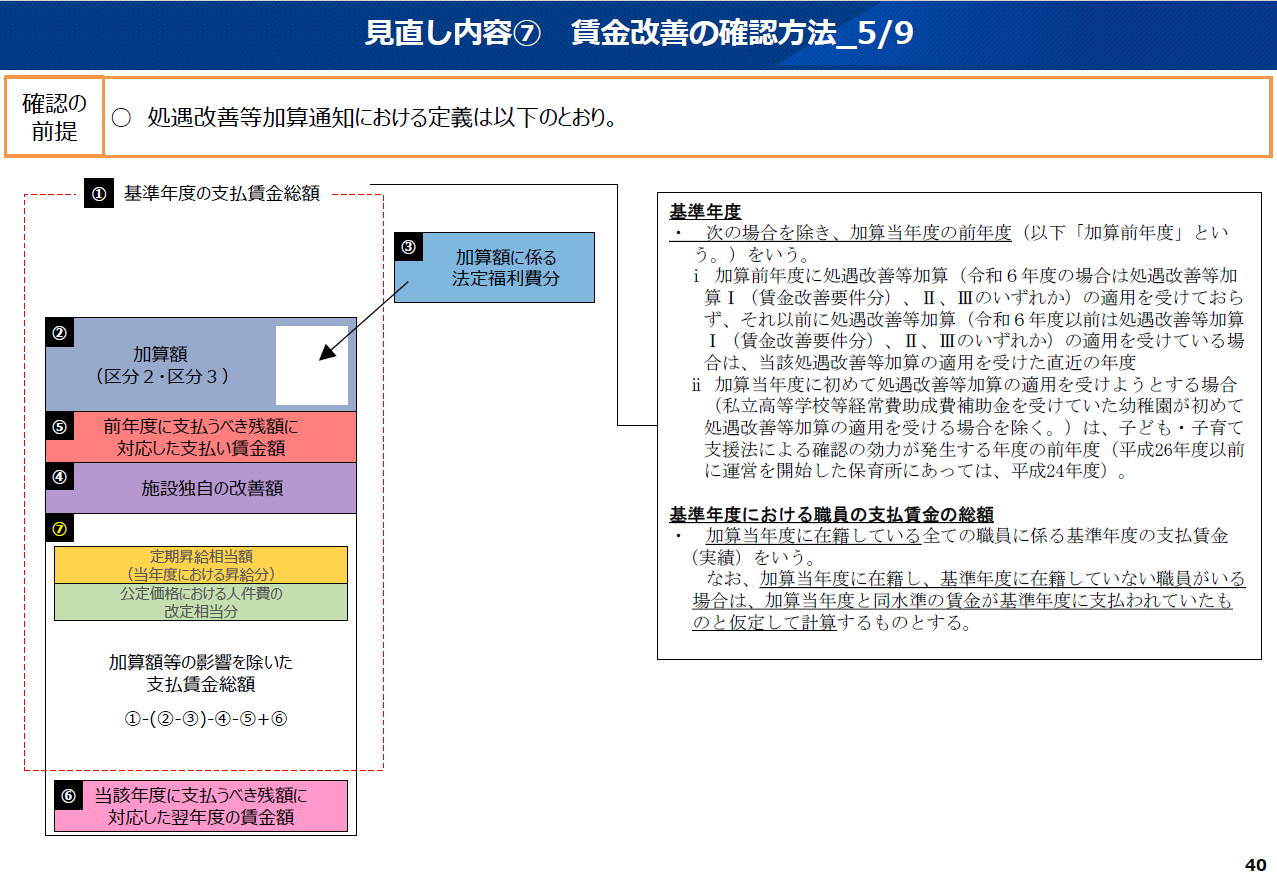 見直し内容⑦　賃金改善の確認方法_5/9
確認の
前提
○　処遇改善等加算通知における定義は以下のとおり。
① 基準年度の支払賃金総額
③
加算額に係る
法定福利費分
②
加算額
（区分２・区分３）
⑤
前年度に支払うべき残額に
対応した支払い賃金額
④
施設独自の改善額
⑦
定期昇給相当額
（当年度における昇給分）
公定価格における人件費の
改定相当分
加算額等の影響を除いた
支払賃金総額
①-(②-③)-④-⑤+⑥
⑥
当該年度に支払うべき残額に
対応した翌年度の賃金額
基準年度
・　次の場合を除き、加算当年度の前年度（以下「加算前年度」とい
う。）をいう。
ⅰ　加算前年度に処遇改善等加算（令和６年度の場合は処遇改善等加
算Ⅰ（賃金改善要件分）、Ⅱ、Ⅲのいずれか）の適用を受けておら
ず、それ以前に処遇改善等加算（令和６年度以前は処遇改善等加算
Ⅰ（賃金改善要件分）、Ⅱ、Ⅲのいずれか）の適用を受けている場
合は、当該処遇改善等加算の適用を受けた直近の年度
ⅱ　加算当年度に初めて処遇改善等加算の適用を受けようとする場合
（私立高等学校等経常費助成費補助金を受けていた幼稚園が初めて
処遇改善等加算の適用を受ける場合を除く。）は、子ども・子育て
支援法による確認の効力が発生する年度の前年度（平成26年度以前
に運営を開始した保育所にあっては、平成24年度）。
基準年度における職員の支払賃金の総額
・　加算当年度に在籍している全ての職員に係る基準年度の支払賃金
（実績）をいう。
なお、加算当年度に在籍し、基準年度に在籍していない職員がいる
場合は、加算当年度と同水準の賃金が基準年度に支払われていたも
のと仮定して計算するものとする。
40